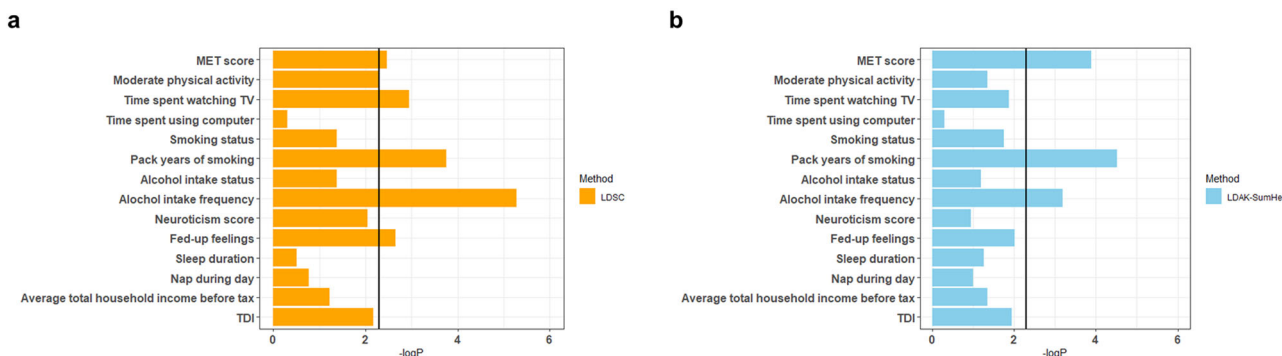 a
MET score
Moderate physical activity
Time spent watching TV
Time spent using computer
Smoking status
Pack years of smoking
Alcohol intake status
Alochol intake frequency
Neuroticism score
Fed-up feelings
Sleep duration
Nap during day
Average total household income before tax
TDI
0 2 4 6
-logP
Method
LDSC
b
MET score
Moderate physical activity
Time spent watching TV
Time spent using computer
Smoking status
Pack years of smoking
Alcohol intake status
Alochol intake frequency
Neuroticism score
Fed-up feelings
Sleep duration
Nap during day
Average total household income before tax
TDI
0 2 4 6
-logP
Method
LDAK-SumHe